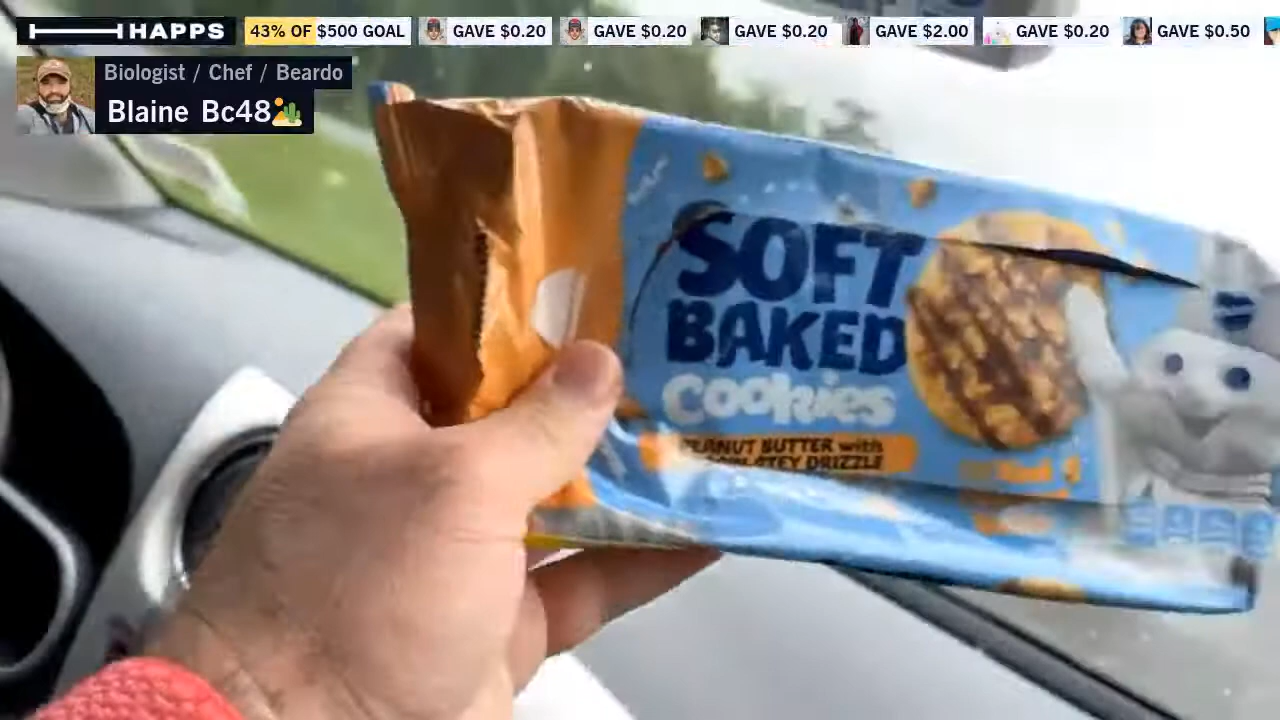 HAPPS
43% OF $500 GOAL
GAVE $0.20
GAVE $0.20
GAVE $0.20
GAVE $2.00
GAVE $0.20
GAVE $0.50
Biologist / Chef / Beardo
Blaine Bc48
SOFT
BAKED
Cookies
PEANUT BUTTER with
DRIZZLE